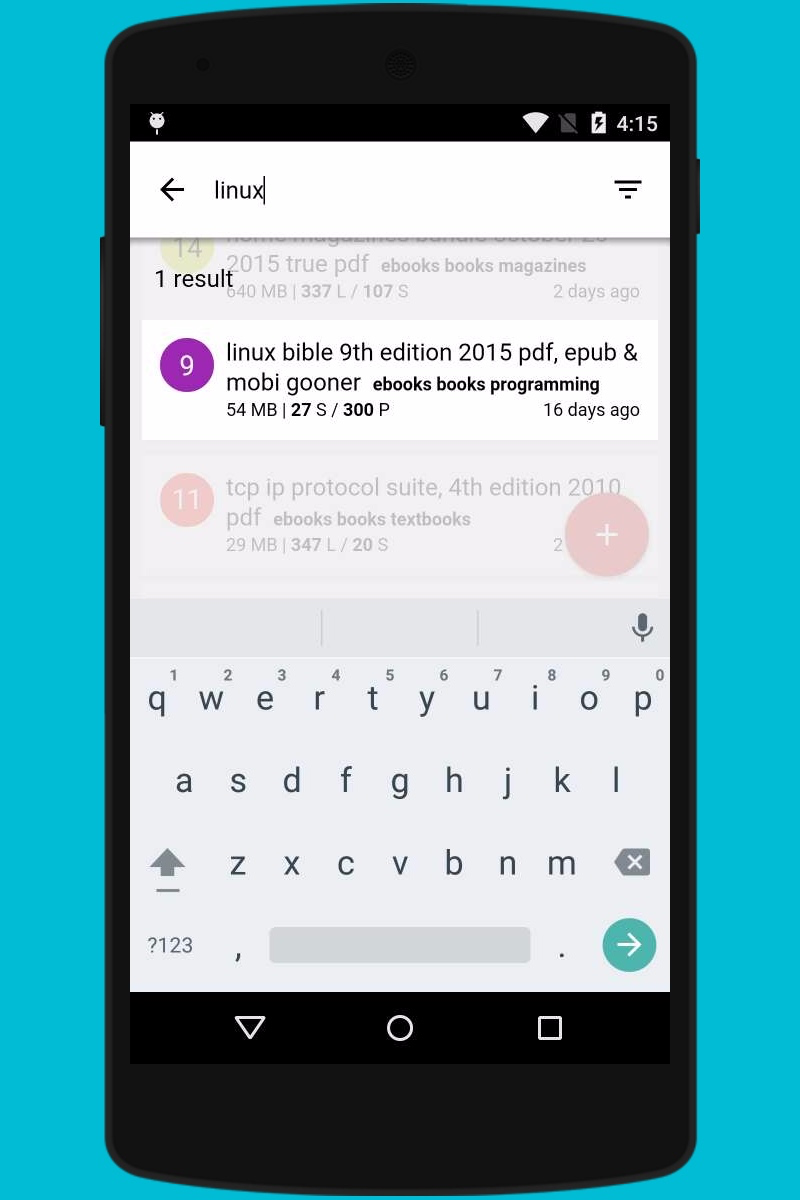 4:15
linux
14
2015 true pdf ebooks books magazines
1 result
640 MB | 337 L / 107 S 2 days ago
9
linux bible 9th edition 2015 pdf, epub &
mobi gooner ebooks books programming
54 MB | 27 S / 300 P 16 days ago
11
tcp ip protocol suite, 4th edition 2010
pdf ebooks books textbooks
29 MB | 347 L / 20 S 2
+
1 2 3 4 5 6 7 8 9 0
q w e r t y u i o p
a s d f g h j k l
z x c v b n m
?123 , .